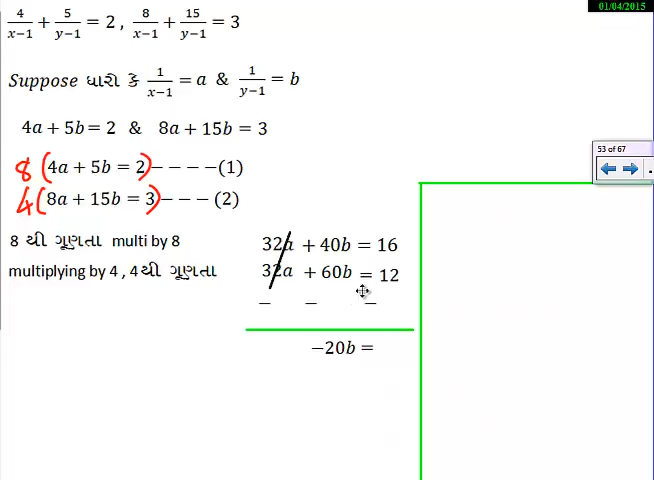 01/04/2015
4/(x−1) + 5/(y−1) = 2 , 8/(x−1) + 15/(y−1) = 3
Suppose ધારો કે 1/(x−1) = a & 1/(y−1) = b
4a + 5b = 2 & 8a + 15b = 3
53 of 67
8 (4a + 5b = 2) − − − −(1)
4 (8a + 15b = 3) − − − (2)
8 થી ગૂણતા multi by 8
32a + 40b = 16
multiplying by 4 , 4થી ગૂણતા
32a + 60b = 12
− − −
−20b =